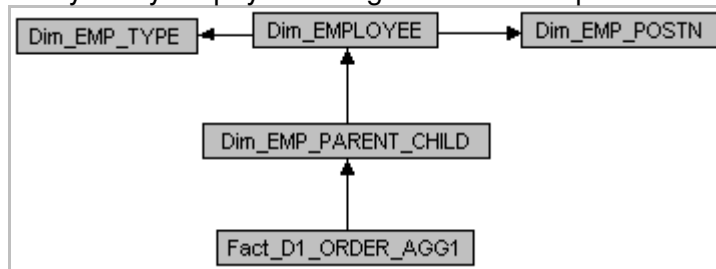 Dim_EMP_TYPE
Dim_EMPLOYEE
Dim_EMP_POSTN
Dim_EMP_PARENT_CHILD
Fact_D1_ORDER_AGG1